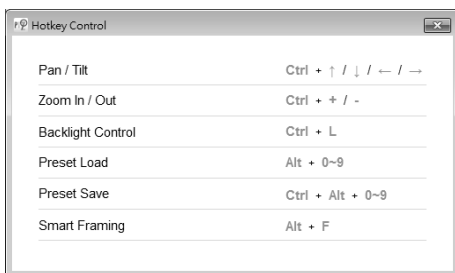 Hotkey Control
Pan / Tilt Ctrl + ↑ / ↓ / ← / →
Zoom In / Out Ctrl + + / -
Backlight Control Ctrl + L
Preset Load Alt + 0~9
Preset Save Ctrl + Alt + 0~9
Smart Framing Alt + F